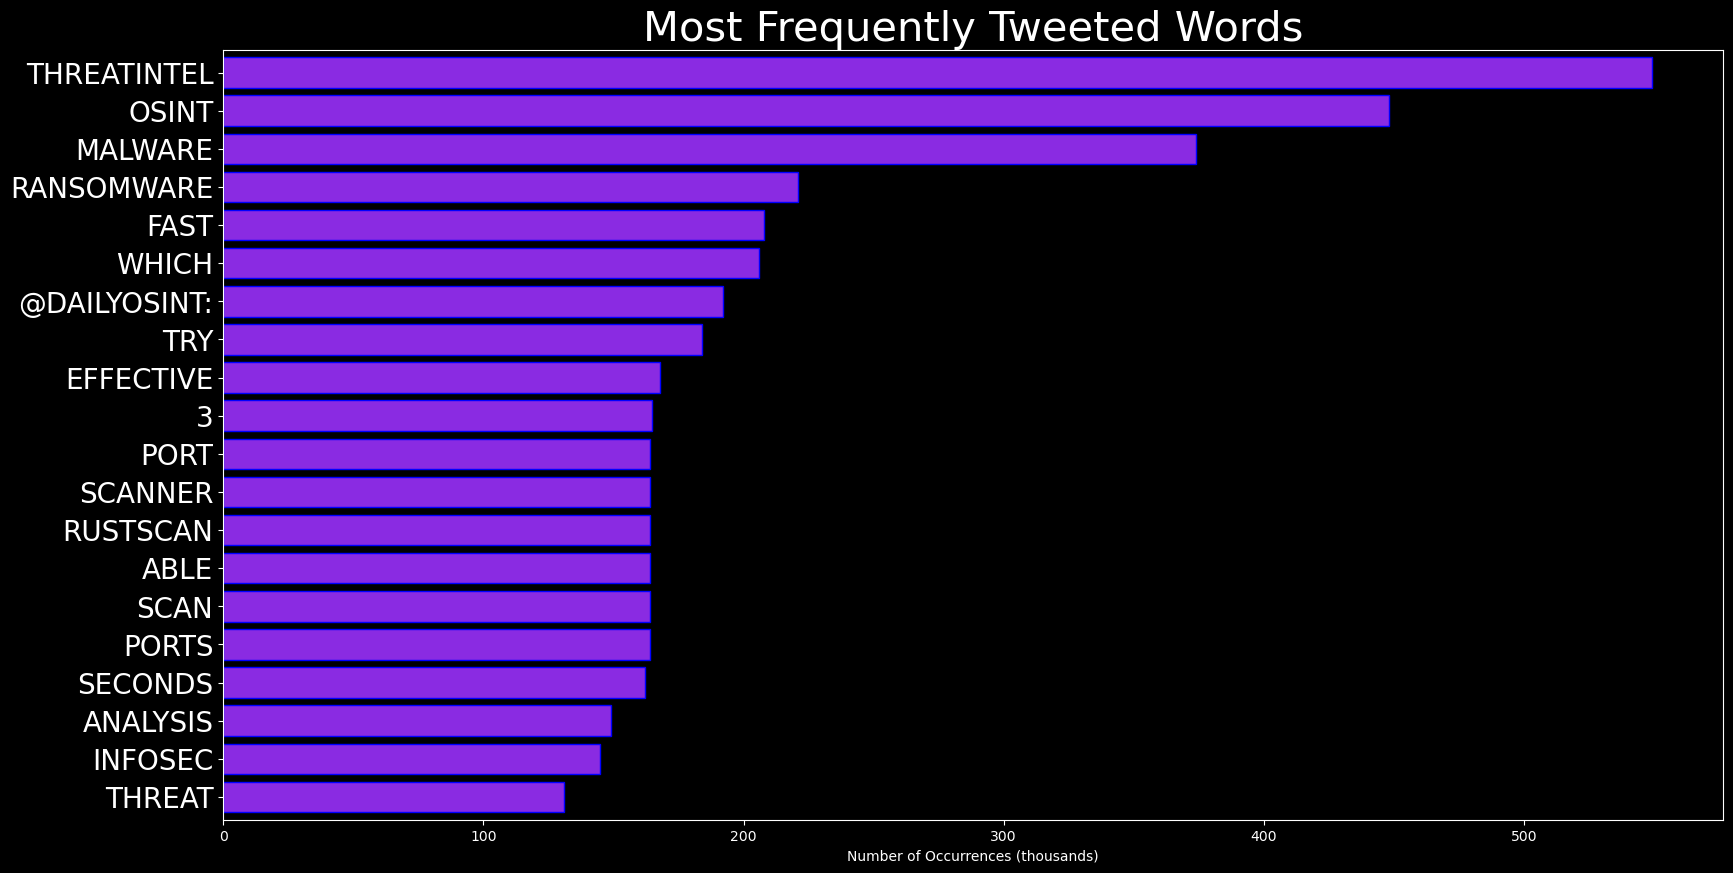 Most Frequently Tweeted Words
THREATINTEL
OSINT
MALWARE
RANSOMWARE
FAST
WHICH
@DAILYOSINT:
TRY
EFFECTIVE
3
PORT
SCANNER
RUSTSCAN
ABLE
SCAN
PORTS
SECONDS
ANALYSIS
INFOSEC
THREAT
0 100 200 300 400 500
Number of Occurrences (thousands)